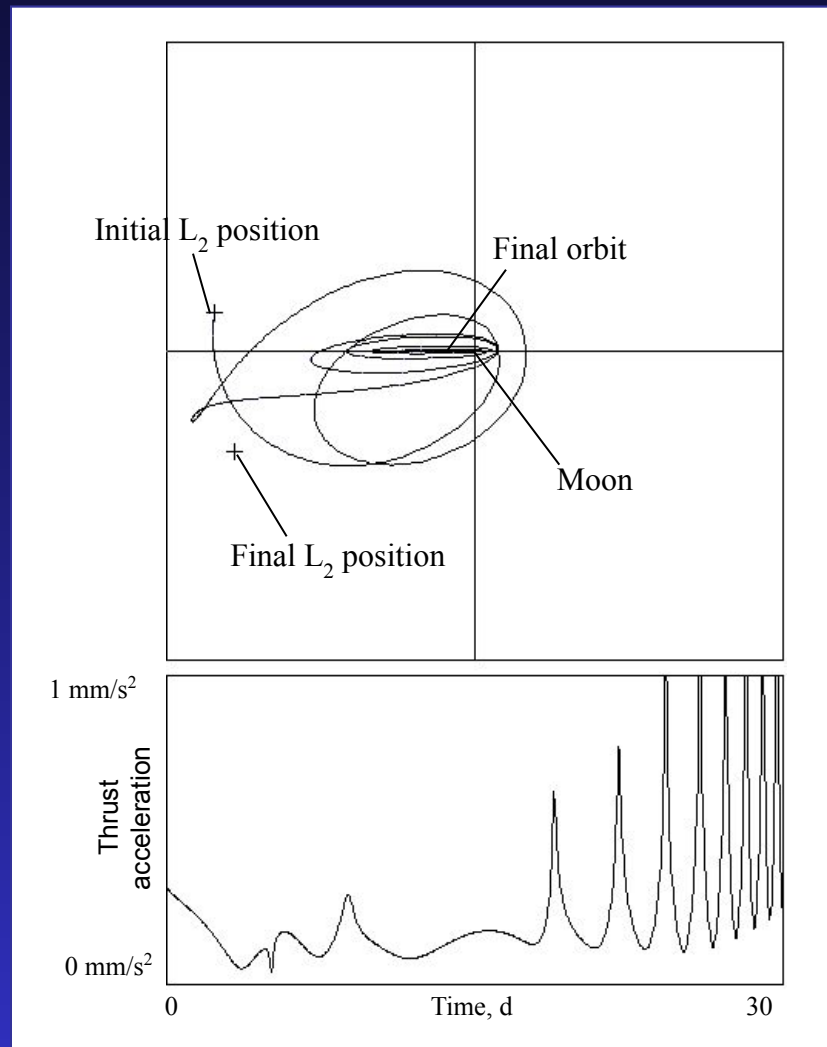 Initial L₂ position
Final orbit
Moon
Final L₂ position
1 mm/s²
Thrust
acceleration
0 mm/s²
0
Time, d
30